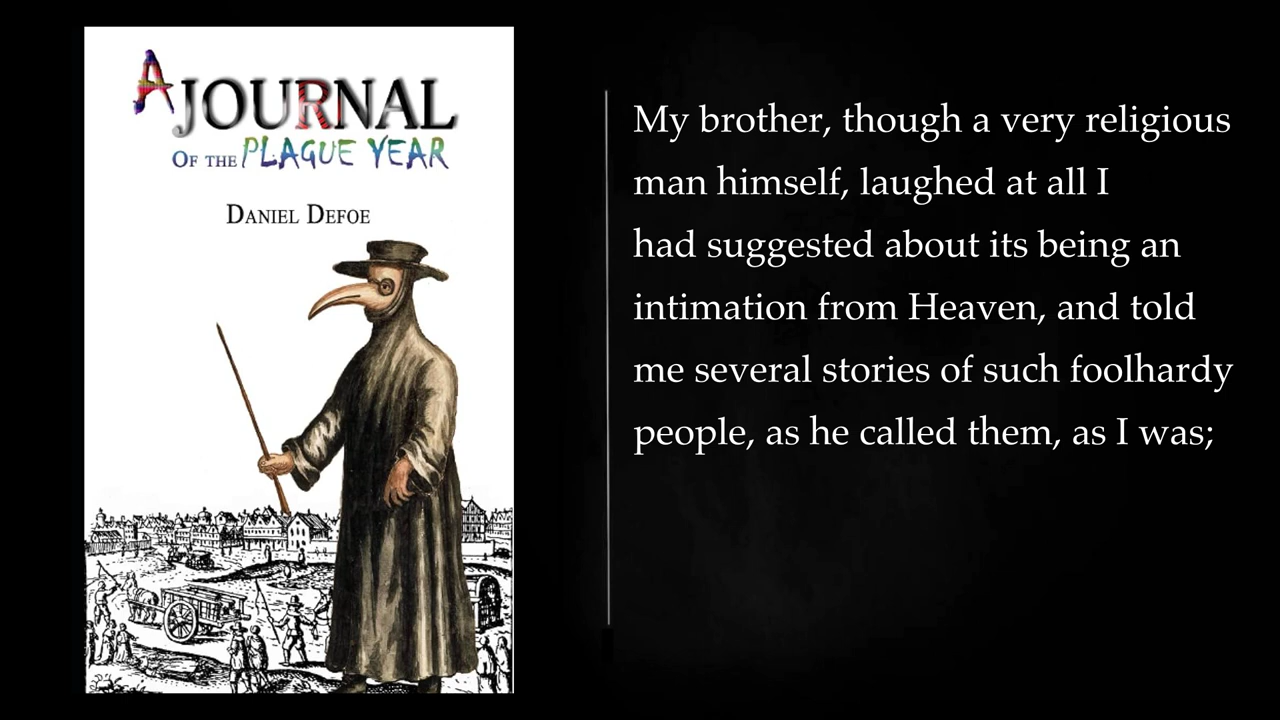 A JOURNAL
OF THE PLAGUE YEAR
DANIEL DEFOE
My brother, though a very religious
man himself, laughed at all I
had suggested about its being an
intimation from Heaven, and told
me several stories of such foolhardy
people, as he called them, as I was;